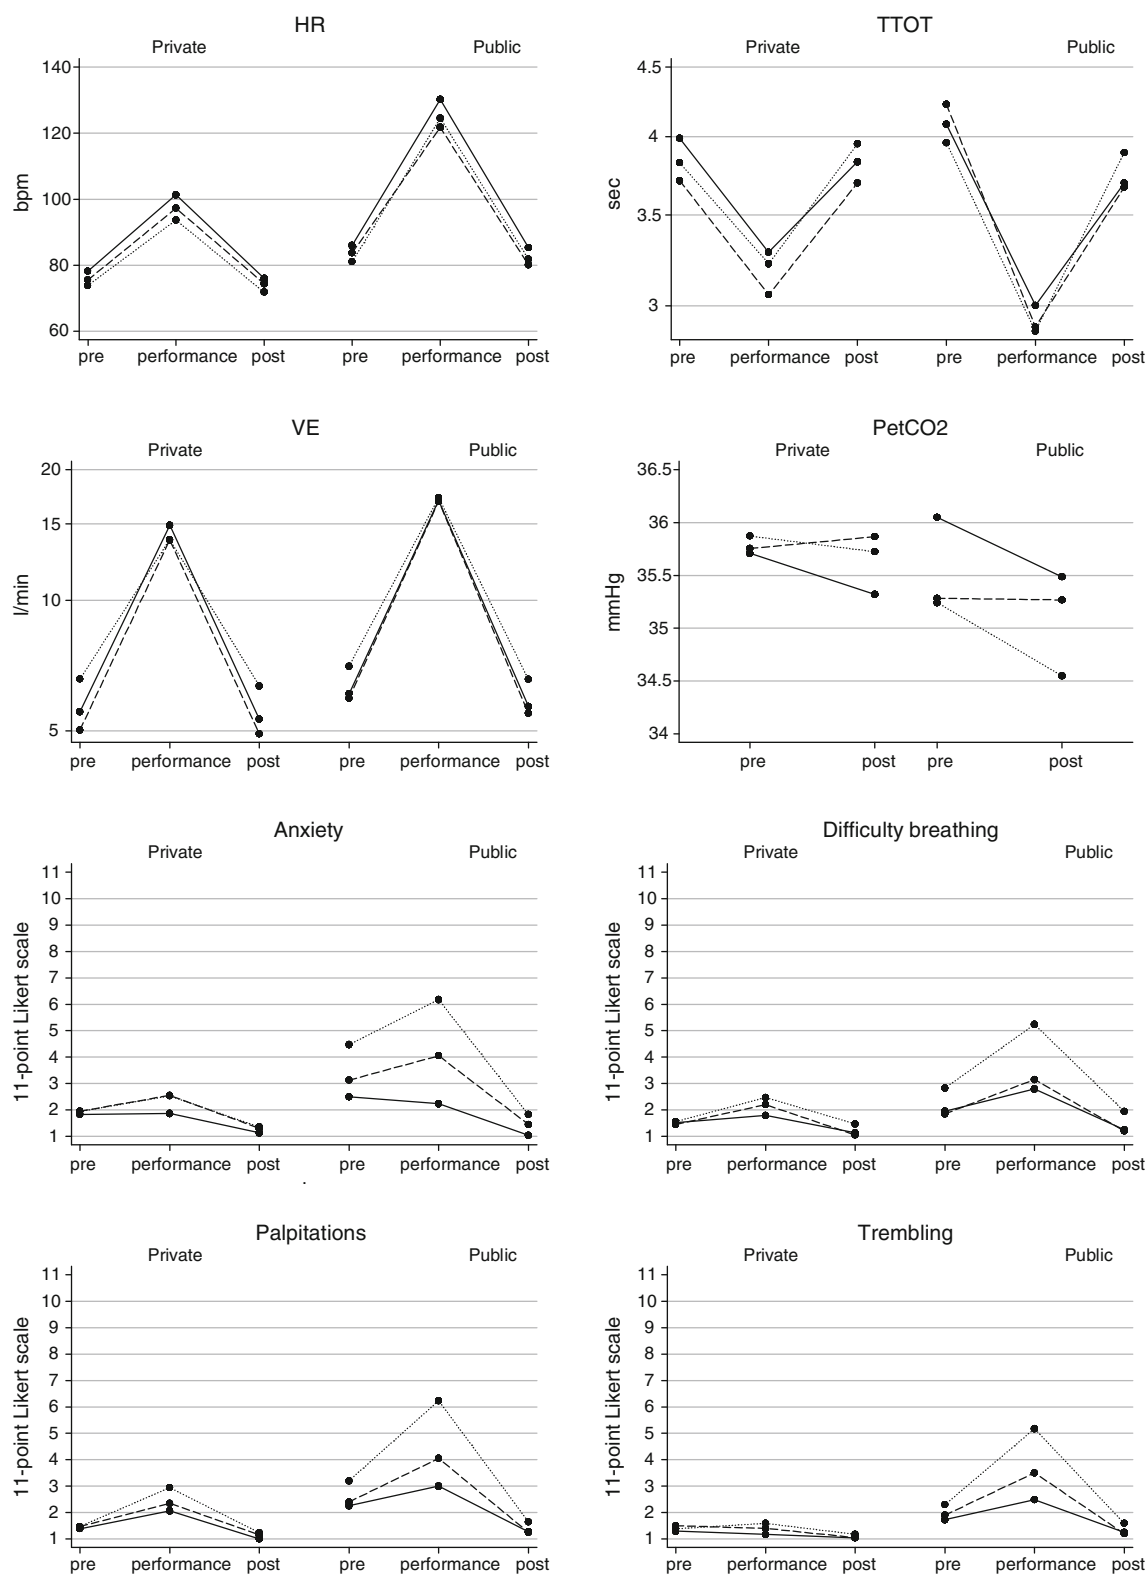 HR
Private Public
bpm
140
120
100
80
60
pre performance post pre performance post
TTOT
Private Public
sec
4.5
4
3.5
3
pre performance post pre performance post
VE
Private Public
l/min
20
15
10
5
pre performance post pre performance post
PetCO2
Private Public
mmHg
36.5
36
35.5
35
34.5
34
pre post pre post
Anxiety
Private Public
11-point Likert scale
11
10
9
8
7
6
5
4
3
2
1
pre performance post pre performance post
Difficulty breathing
Private Public
11-point Likert scale
11
10
9
8
7
6
5
4
3
2
1
pre performance post pre performance post
Palpitations
Private Public
11-point Likert scale
11
10
9
8
7
6
5
4
3
2
1
pre performance post pre performance post
Trembling
Private Public
11-point Likert scale
11
10
9
8
7
6
5
4
3
2
1
pre performance post pre performance post